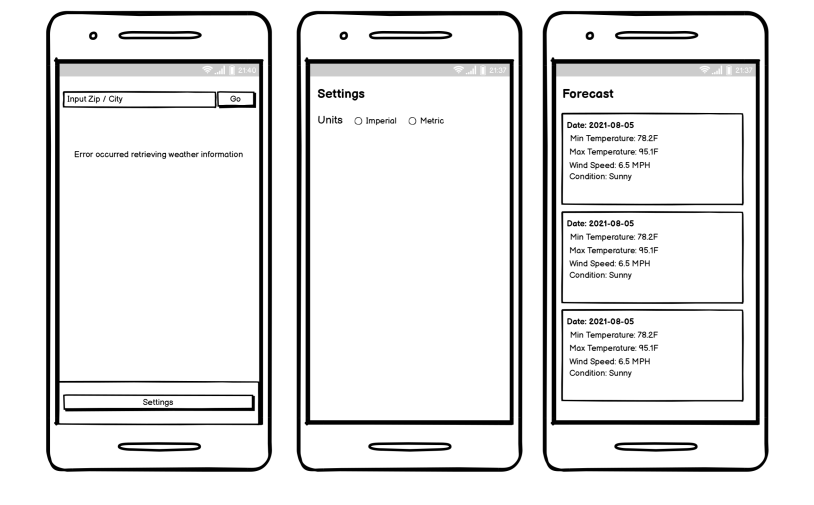 21:40
Input Zip / City
Go
Error occurred retrieving weather information
Settings
21:37
Settings
Units
Imperial
Metric
21:37
Forecast
Date: 2021-08-05
Min Temperature: 78.2F
Max Temperature: 95.1F
Wind Speed: 6.5 MPH
Condition: Sunny
Date: 2021-08-05
Min Temperature: 78.2F
Max Temperature: 95.1F
Wind Speed: 6.5 MPH
Condition: Sunny
Date: 2021-08-05
Min Temperature: 78.2F
Max Temperature: 95.1F
Wind Speed: 6.5 MPH
Condition: Sunny